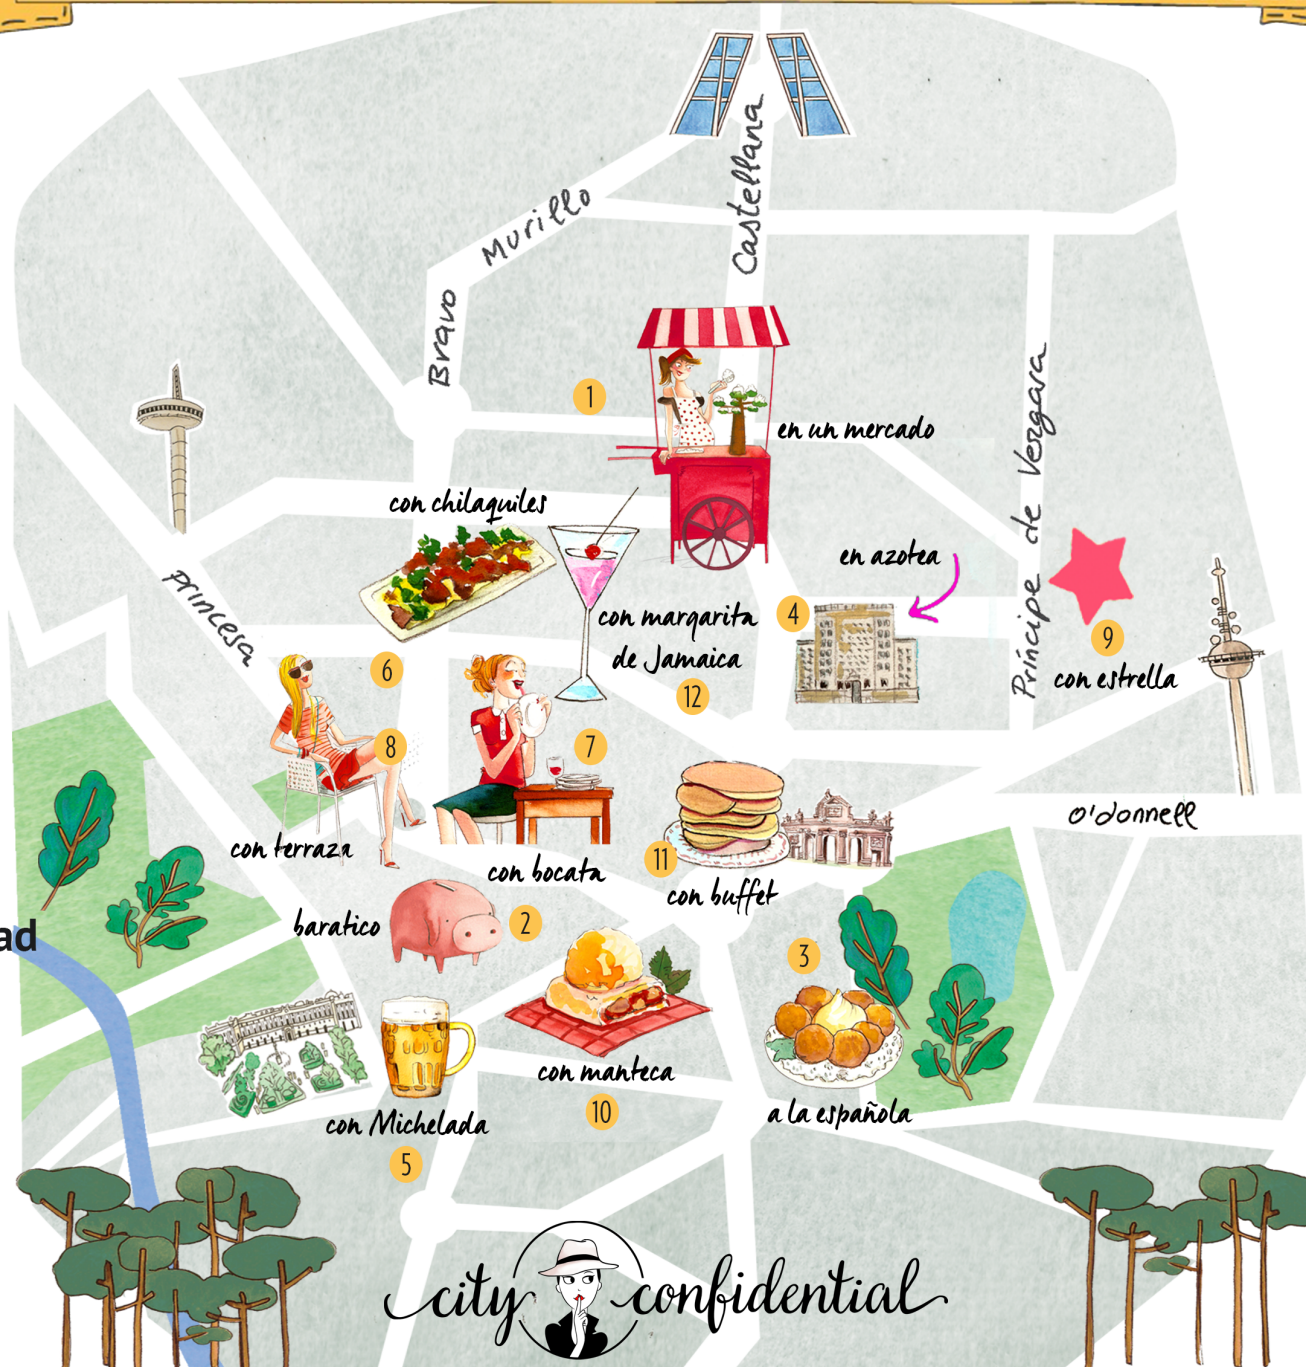 Castellana
Bravo Murillo
1
en un mercado
Príncipe de Vergara
con chilaquiles
en azotea
4
Princesa
con margarita
de Jamaica
12
9
con estrella
6
8
7
O'donnell
con terraza
con bocata
11
con buffet
baratico
2
ad
3
con manteca
10
a la española
con Michelada
5
city confidential